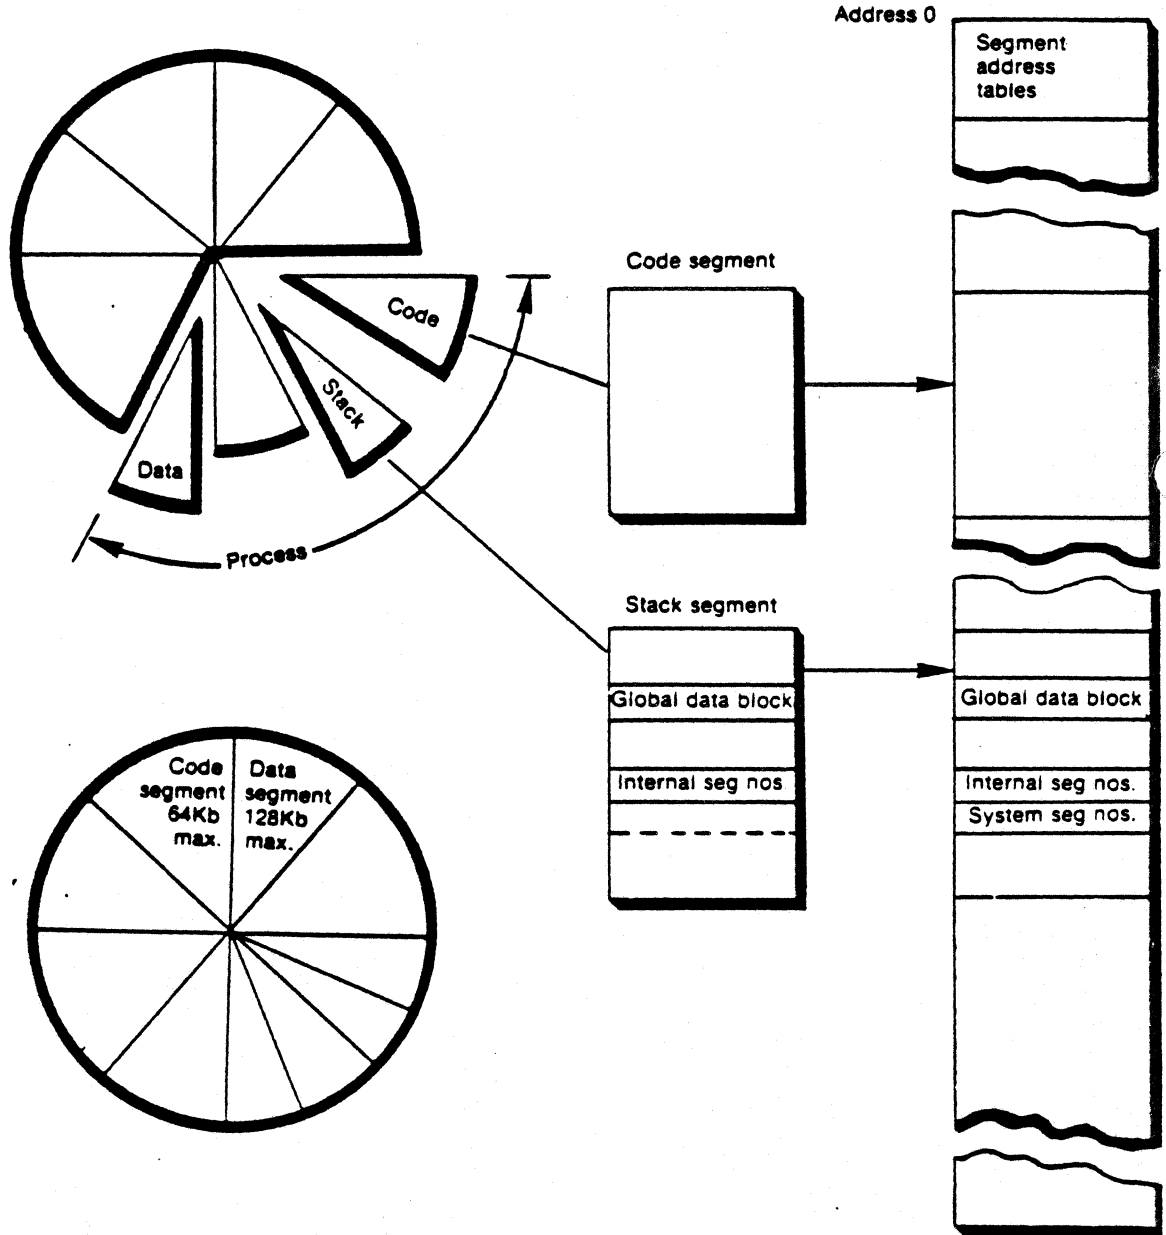 Address 0
Segment
address
tables
Code segment
Code
Stack
Data
Process
Stack segment
Global data block
Internal seg nos
Global data block
Internal seg nos.
System seg nos.
Code
segment
64Kb
max.
Data
segment
128Kb
max.